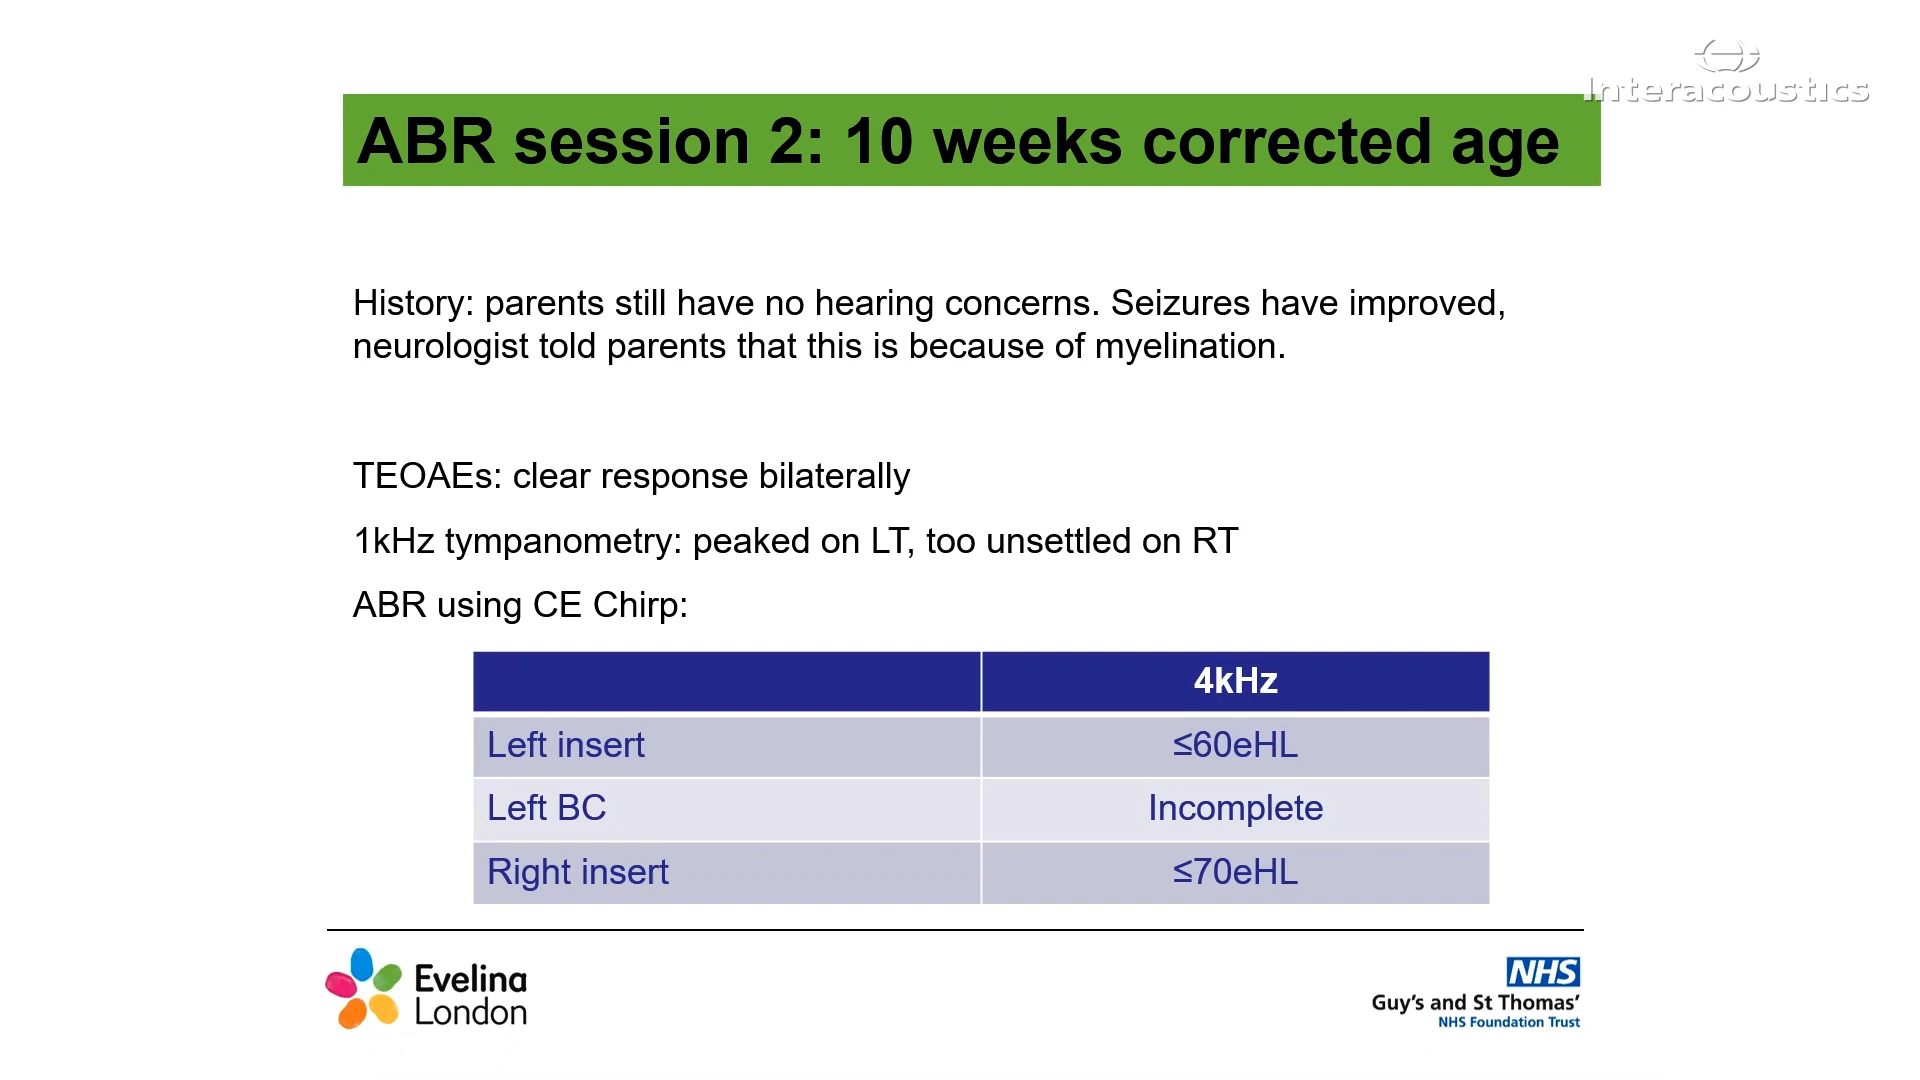 Interacoustics
ABR session 2: 10 weeks corrected age
History: parents still have no hearing concerns. Seizures have improved,
neurologist told parents that this is because of myelination.
TEOAEs: clear response bilaterally
1kHz tympanometry: peaked on LT, too unsettled on RT
ABR using CE Chirp:
4kHz
Left insert ≤60eHL
Left BC Incomplete
Right insert ≤70eHL
Evelina
London
NHS
Guy's and St Thomas'
NHS Foundation Trust